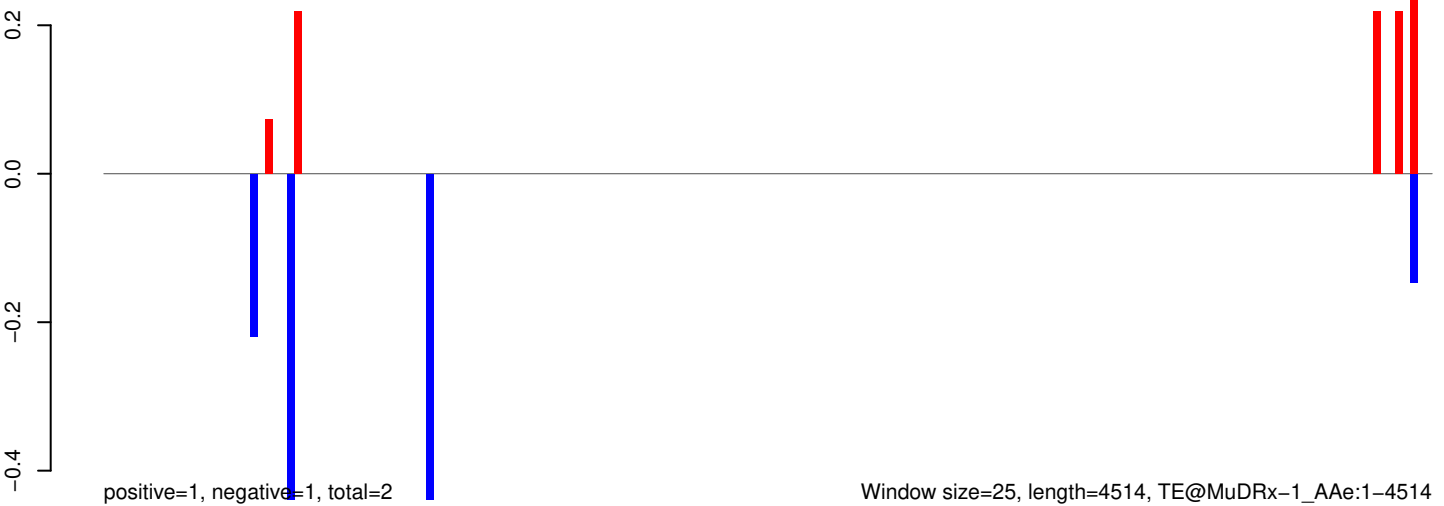 0.2
0.0
−0.2
−0.4
positive=1, negative=1, total=2
Window size=25, length=4514, TE@MuDRx−1_AAe:1−4514